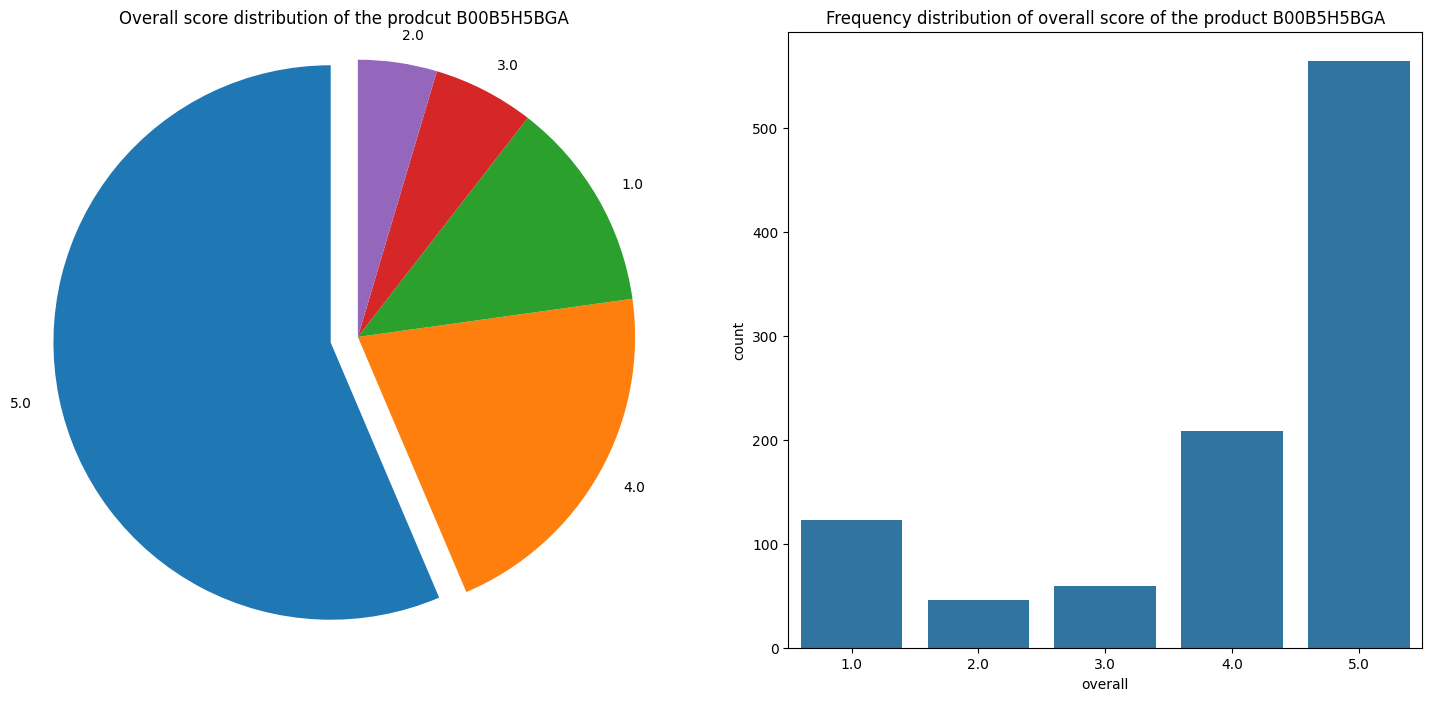 Overall score distribution of the prodcut B00B5H5BGA
2.0
3.0
1.0
5.0
4.0
Frequency distribution of overall score of the product B00B5H5BGA
500
400
300
200
100
0
count
1.0 2.0 3.0 4.0 5.0
overall